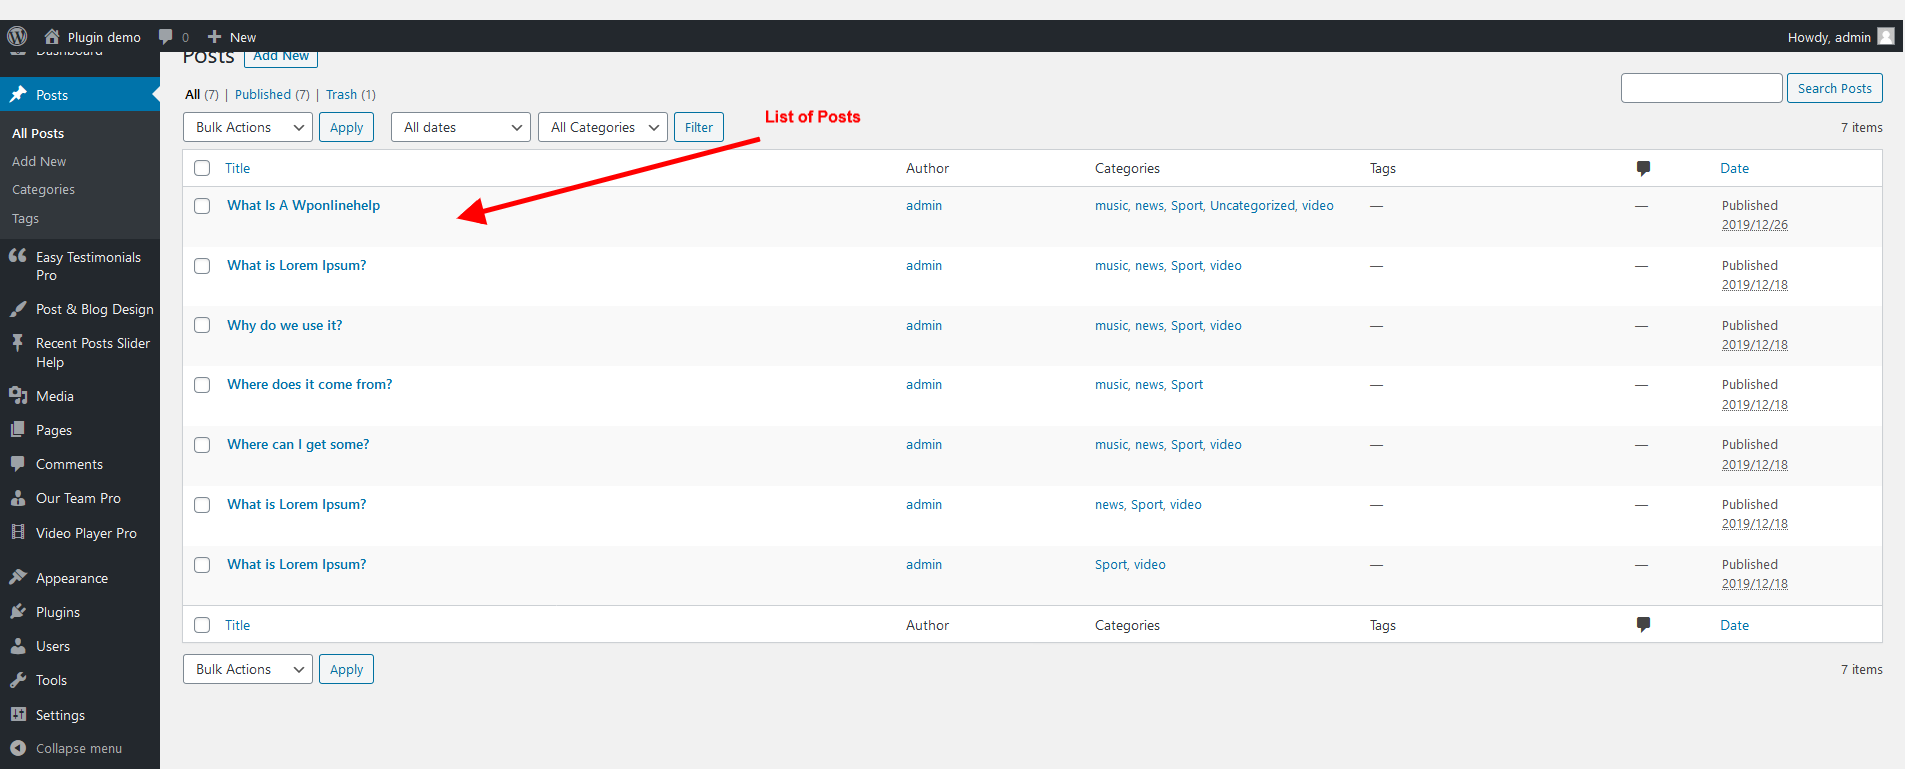 Plugin demo 0 New Howdy, admin
Dashboard
Posts Add New
Posts
All (7) | Published (7) | Trash (1) Search Posts
Bulk Actions Apply All dates All Categories Filter List of Posts 7 items
All Posts
Add New
Categories
Tags
Easy Testimonials
Pro
Post & Blog Design
Recent Posts Slider
Help
Media
Pages
Comments
Our Team Pro
Video Player Pro
Appearance
Plugins
Users
Tools
Settings
Collapse menu
Title Author Categories Tags Date
What Is A Wponlinehelp admin music, news, Sport, Uncategorized, video — — Published
2019/12/26
What is Lorem Ipsum? admin music, news, Sport, video — — Published
2019/12/18
Why do we use it? admin music, news, Sport, video — — Published
2019/12/18
Where does it come from? admin music, news, Sport — — Published
2019/12/18
Where can I get some? admin music, news, Sport, video — — Published
2019/12/18
What is Lorem Ipsum? admin news, Sport, video — — Published
2019/12/18
What is Lorem Ipsum? admin Sport, video — — Published
2019/12/18
Title Author Categories Tags Date
Bulk Actions Apply 7 items